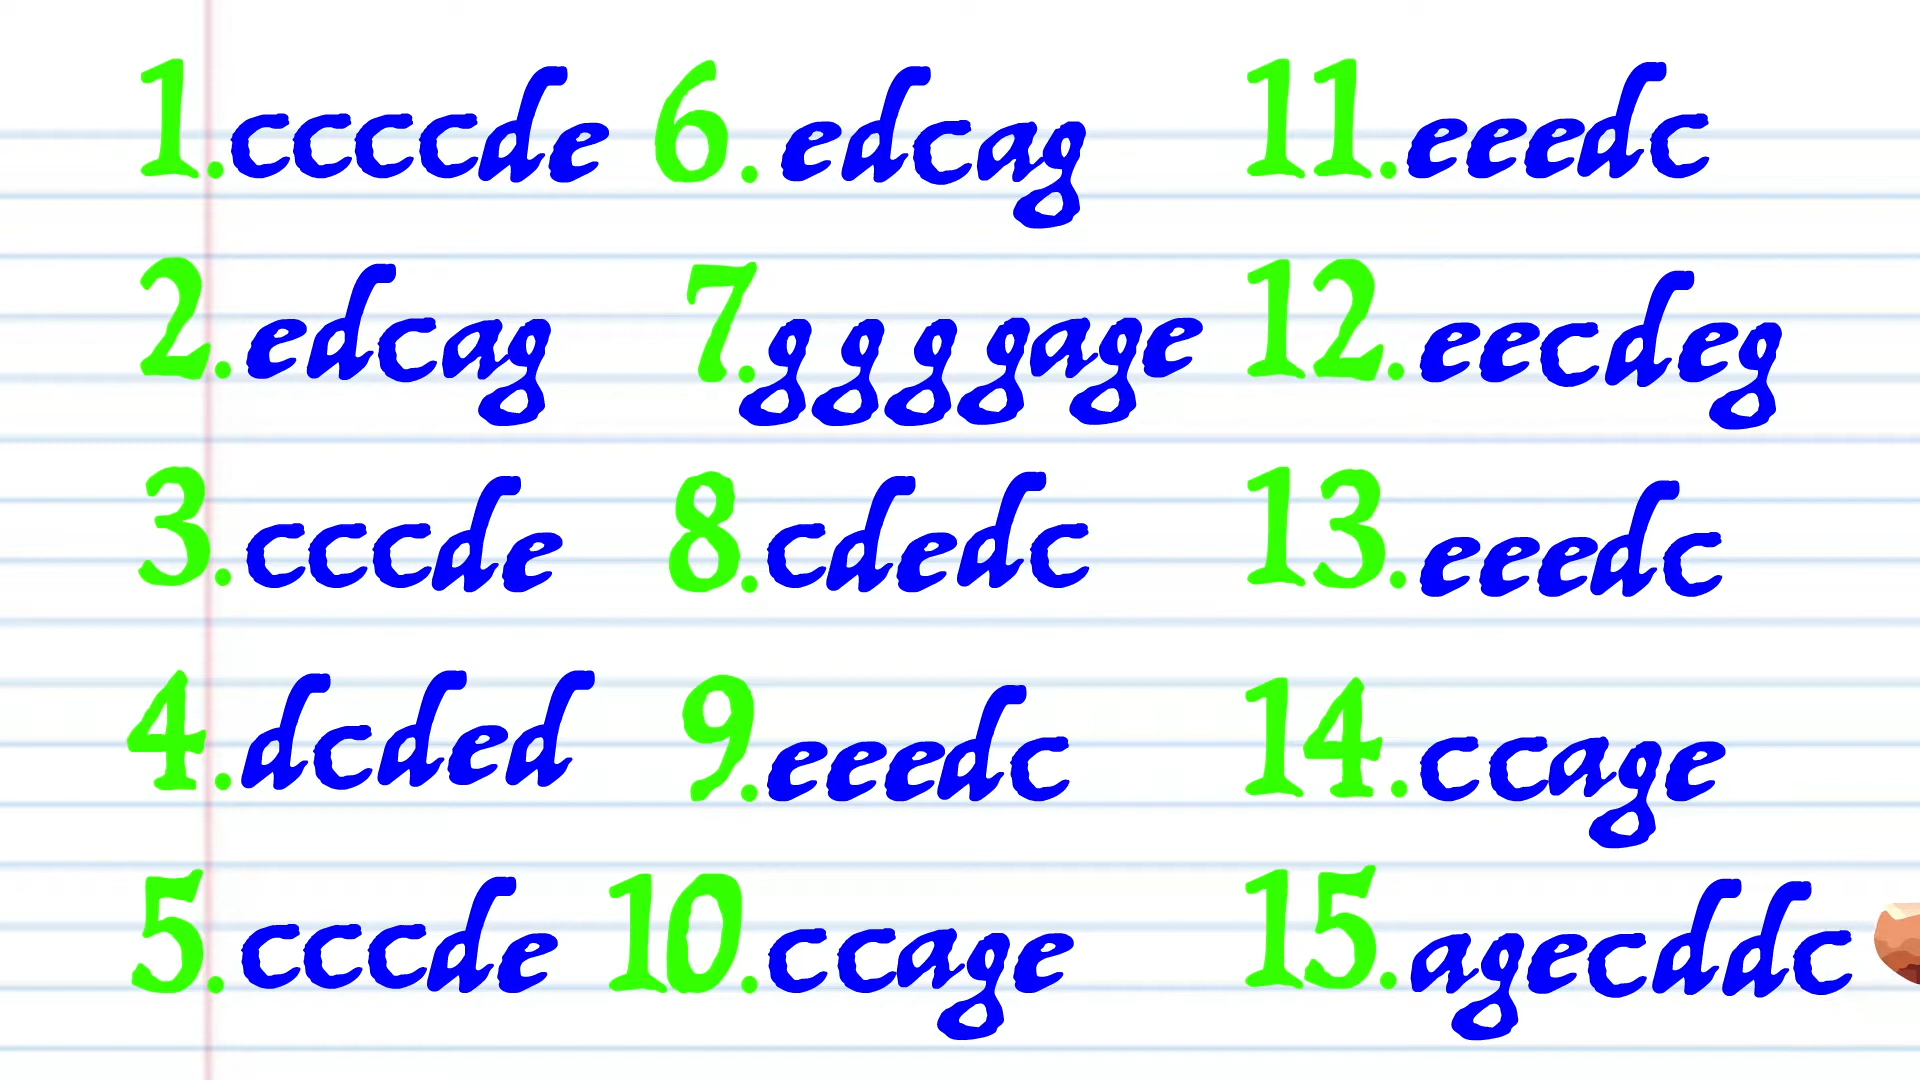 1.ccccde
2.edcag
3.cccde
4.dcded
5.cccde
6.edcag
7.ggggage
8.cdedc
9.eeedc
10.ccage
11.eeedc
12.eecdeg
13.eeedc
14.ccage
15.agecddc